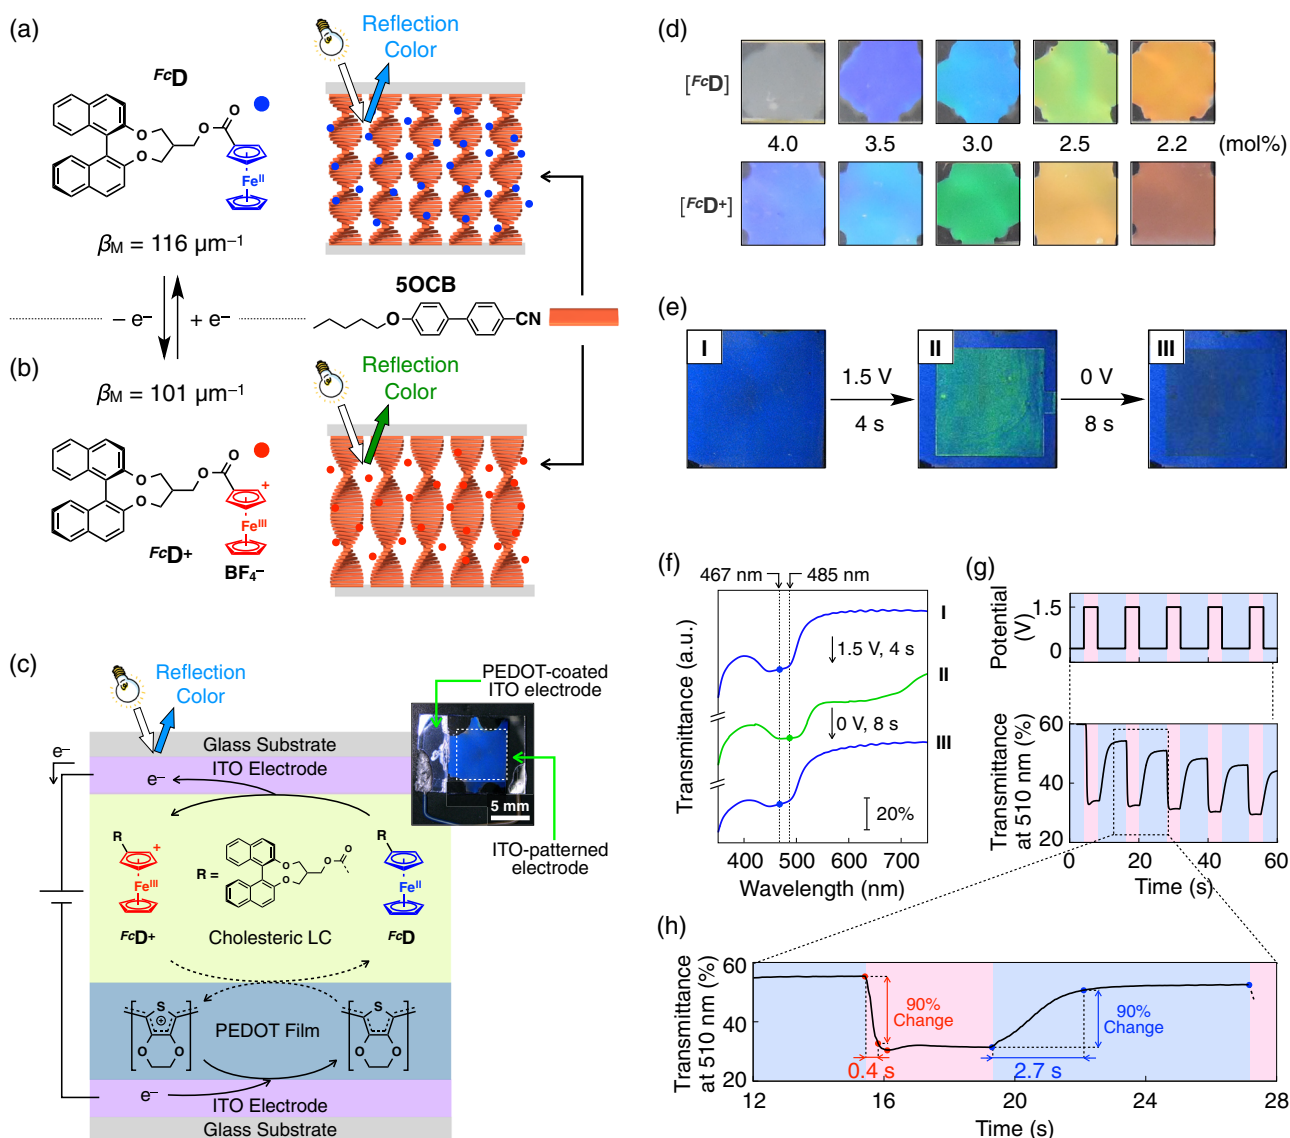 (a)
Reflection
Color
FcD
O
O
O
O
FeII
βM = 116 μm–1
– e–
+ e–
5OCB
O
CN
(b)
βM = 101 μm–1
Reflection
Color
O
O
O
O
+
FeIII
FcD+
BF4–
(c)
Reflection
Color
PEDOT-coated
ITO electrode
5 mm
ITO-patterned
electrode
Glass Substrate
e–
ITO Electrode
e–
R
+
FeIII
FcD+
R =
O
O
O
O
Cholesteric LC
R
FeII
FcD
S
+
O
O
PEDOT Film
S
O
O
e–
ITO Electrode
Glass Substrate
(d)
[FcD]
4.0
3.5
3.0
2.5
2.2
(mol%)
[FcD+]
(e)
I
1.5 V
4 s
II
0 V
8 s
III
(f)
467 nm
485 nm
Transmittance (a.u.)
I
1.5 V, 4 s
II
0 V, 8 s
III
20%
400
500
600
700
Wavelength (nm)
(g)
Potential
(V)
1.5
0
Transmittance
at 510 nm (%)
60
40
20
0
20
40
60
Time (s)
(h)
Transmittance
at 510 nm (%)
60
40
20
90%
Change
0.4 s
90%
Change
2.7 s
12
16
20
24
28
Time (s)